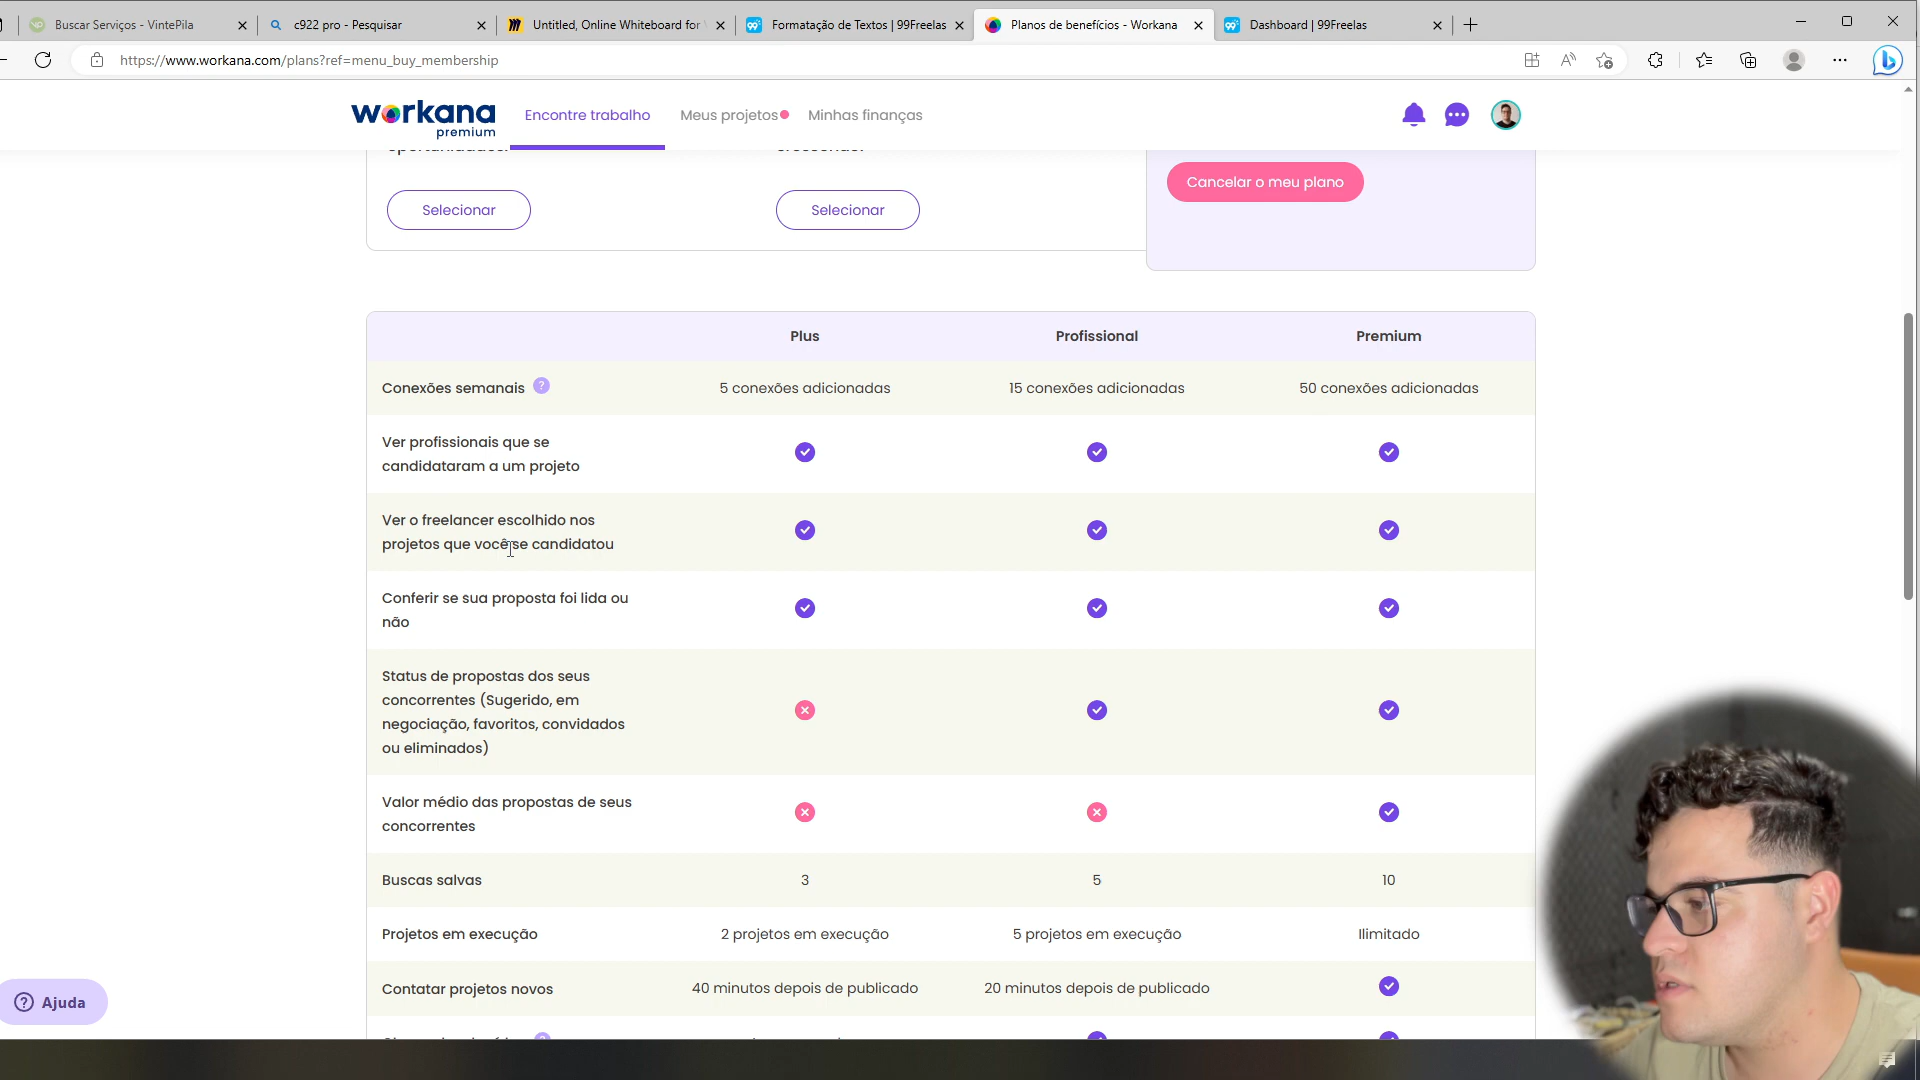 Buscar Serviços - VintePila
c922 pro - Pesquisar
Untitled, Online Whiteboard for
Formatação de Textos | 99Freelas
Planos de benefícios - Workana
Dashboard | 99Freelas
https://www.workana.com/plans?ref=menu_buy_membership
workana
premium
Encontre trabalho
Meus projetos
Minhas finanças
Selecionar
Selecionar
Cancelar o meu plano
Plus
Profissional
Premium
Conexões semanais ?
5 conexões adicionadas
15 conexões adicionadas
50 conexões adicionadas
Ver profissionais que se
candidataram a um projeto
Ver o freelancer escolhido nos
projetos que você se candidatou
Conferir se sua proposta foi lida ou
não
Status de propostas dos seus
concorrentes (Sugerido, em
negociação, favoritos, convidados
ou eliminados)
Valor médio das propostas de seus
concorrentes
Buscas salvas
3
5
10
Projetos em execução
2 projetos em execução
5 projetos em execução
Ilimitado
Contatar projetos novos
40 minutos depois de publicado
20 minutos depois de publicado
? Ajuda